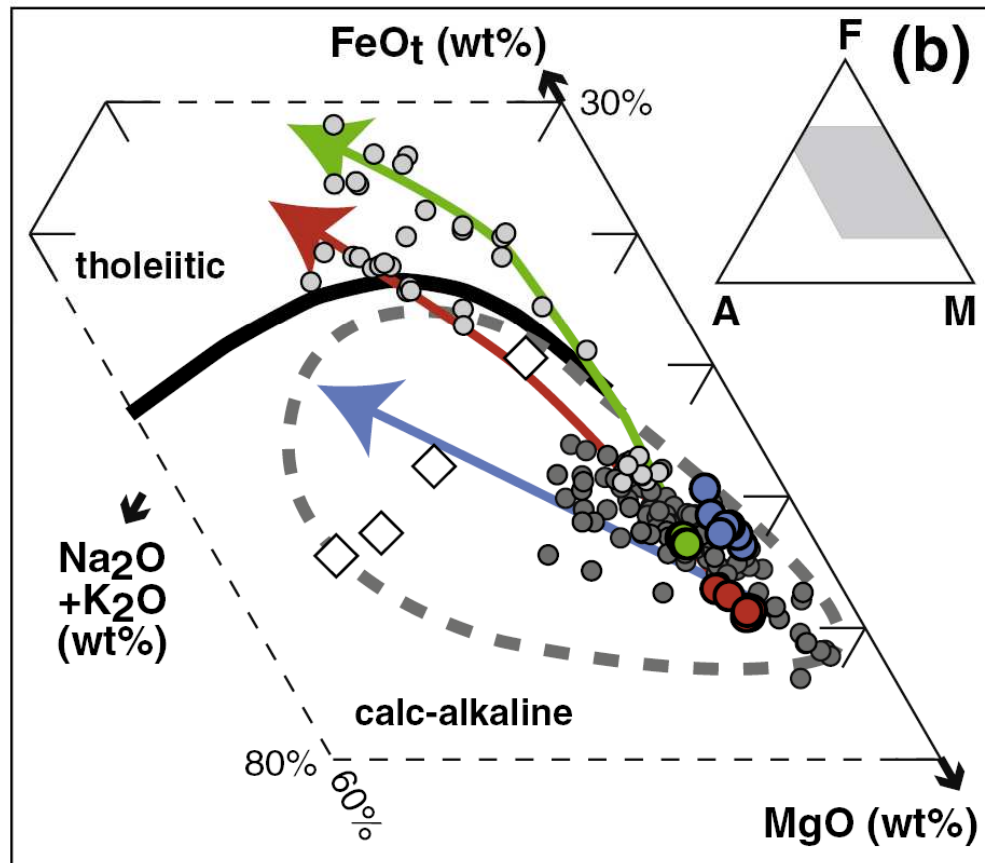 FeOt (wt%)
30%
F
(b)
A
M
tholeiitic
Na2O
+K2O
(wt%)
calc-alkaline
80%
60%
MgO (wt%)